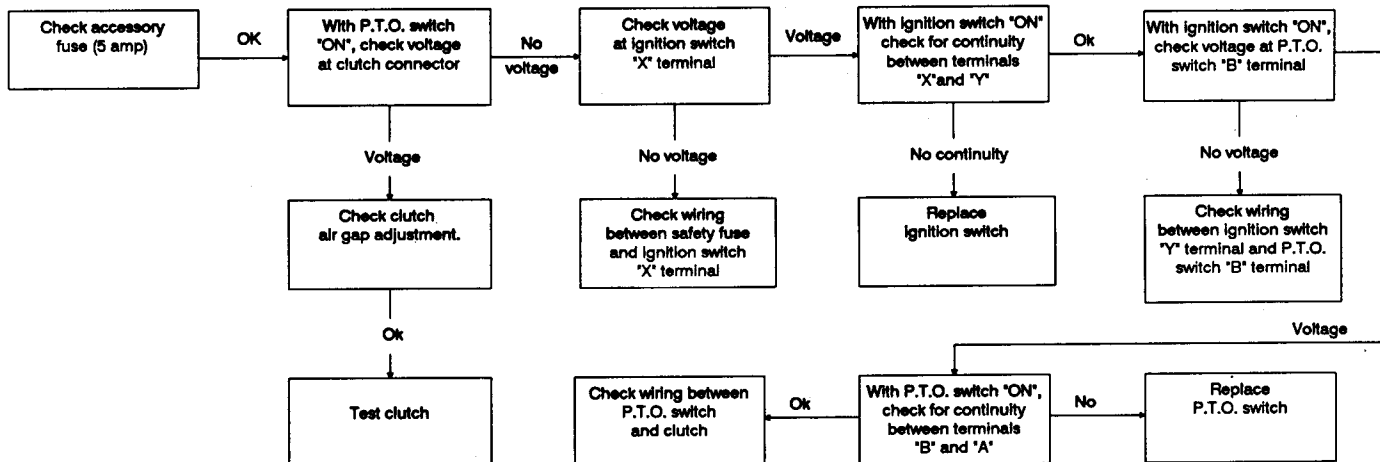 Check accessory
fuse (5 amp)
OK
With P.T.O. switch
"ON", check voltage
at clutch connector
No
voltage
Check voltage
at ignition switch
"X" terminal
Voltage
With ignition switch "ON"
check for continuity
between terminals
"X"and "Y"
Ok
With ignition switch "ON",
check voltage at P.T.O.
switch "B" terminal
Voltage
No voltage
No continuity
No voltage
Check clutch
air gap adjustment.
Check wiring
between safety fuse
and ignition switch
"X" terminal
Replace
ignition switch
Check wiring
between ignition switch
"Y" terminal and P.T.O.
switch "B" terminal
Ok
Voltage
Test clutch
Check wiring between
P.T.O. switch
and clutch
Ok
With P.T.O. switch "ON",
check for continuity
between terminals
"B" and "A"
No
Replace
P.T.O. switch